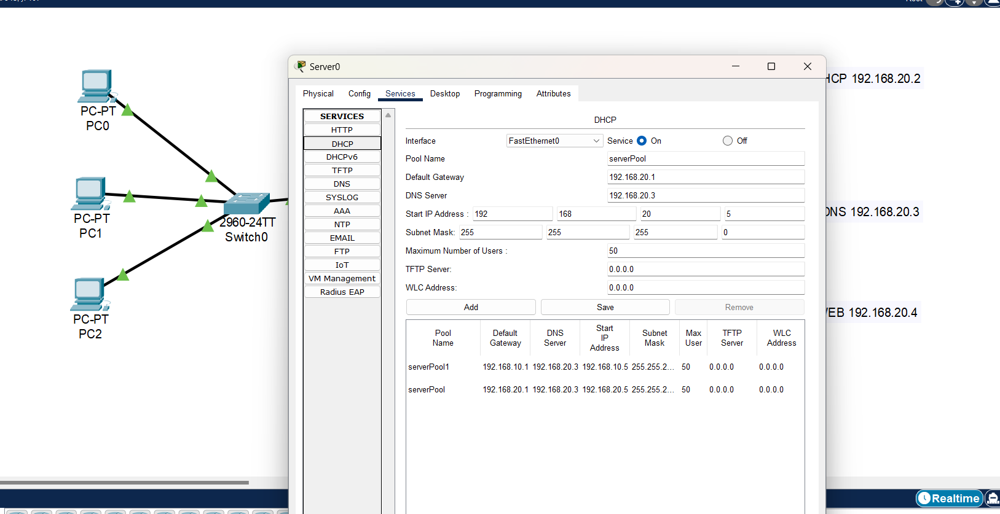 Server0
Physical Config Services Desktop Programming Attributes
SERVICES
HTTP
DHCP
DHCPv6
TFTP
DNS
SYSLOG
AAA
NTP
EMAIL
FTP
IoT
VM Management
Radius EAP
DHCP
Interface FastEthernet0 Service On Off
Pool Name serverPool
Default Gateway 192.168.20.1
DNS Server 192.168.20.3
Start IP Address : 192 168 20 5
Subnet Mask: 255 255 255 0
Maximum Number of Users : 50
TFTP Server: 0.0.0.0
WLC Address: 0.0.0.0
Add Save Remove
Pool Name Default Gateway DNS Server Start IP Address Subnet Mask Max User TFTP Server WLC Address
serverPool1 192.168.10.1 192.168.20.3 192.168.10.5 255.255.2... 50 0.0.0.0 0.0.0.0
serverPool 192.168.20.1 192.168.20.3 192.168.20.5 255.255.2... 50 0.0.0.0 0.0.0.0
PC-PT
PC0
PC-PT
PC1
2960-24TT
Switch0
PC-PT
PC2
HCP 192.168.20.2
DNS 192.168.20.3
EB 192.168.20.4
Realtime